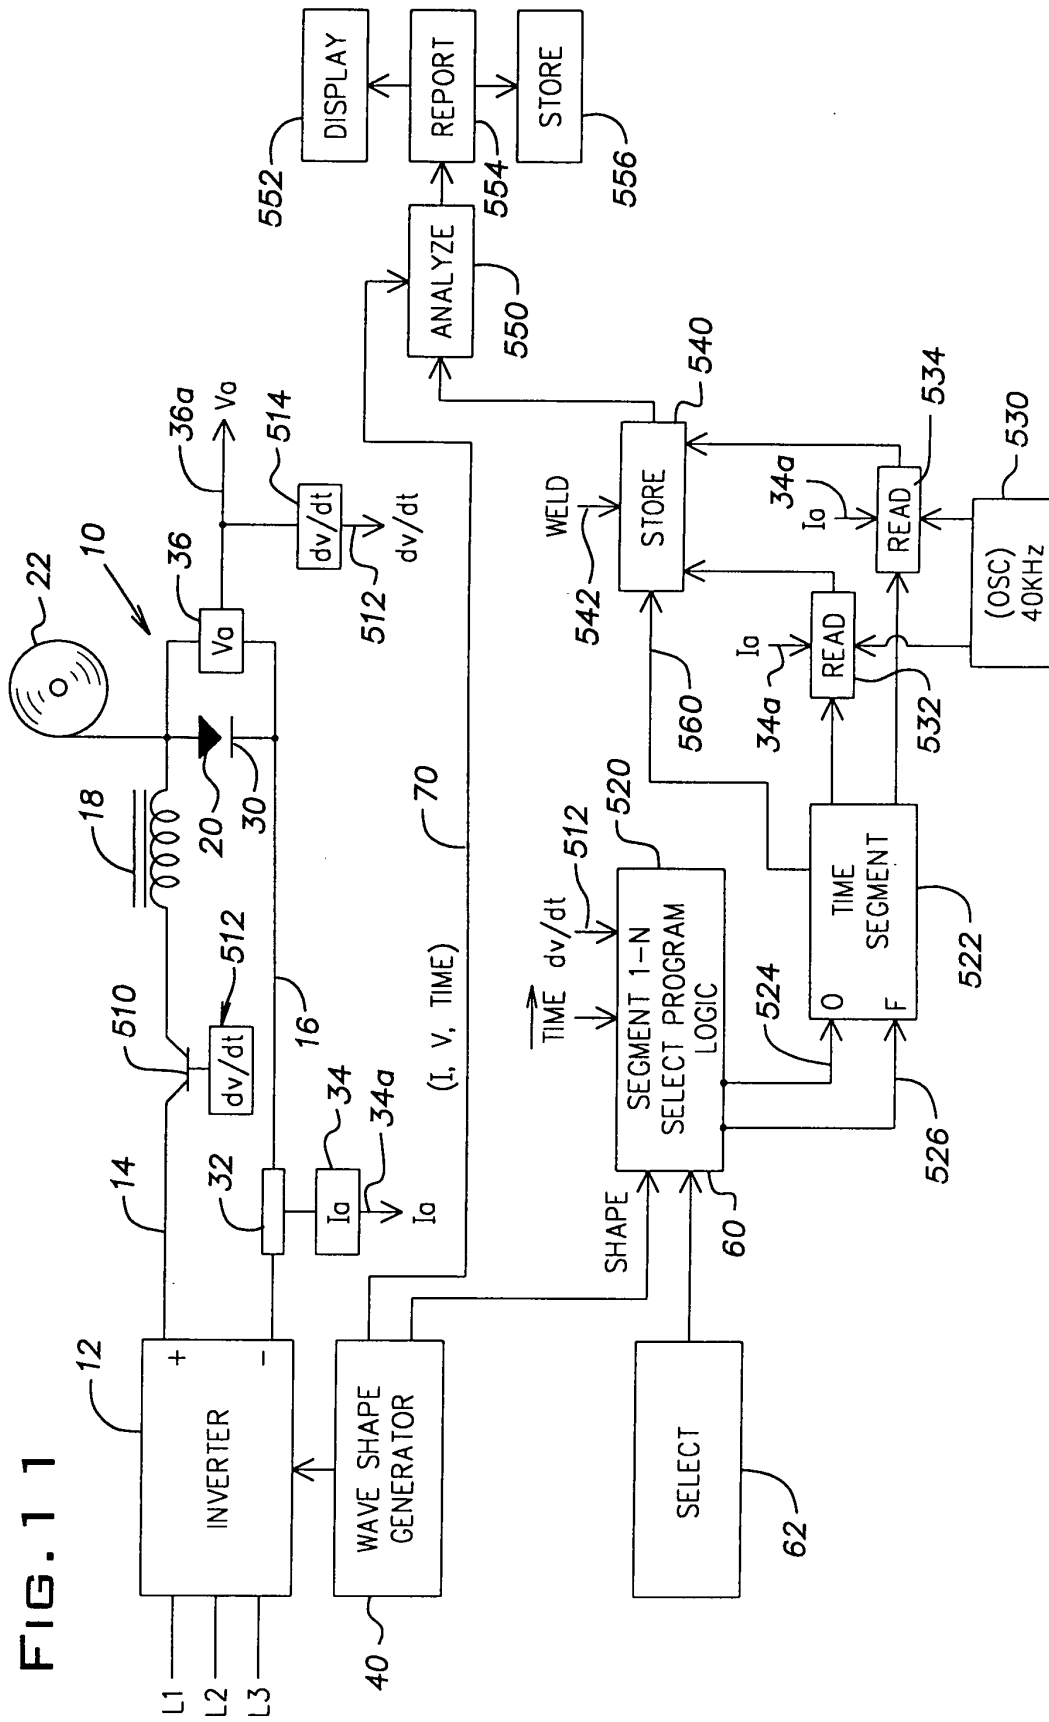 FIG. 11
L1
L2
L3
INVERTER
+
-
12
14
510
dv/dt
512
18
22
10
20
30
16
32
34
Ia
34a
Ia
36
Va
36a
Va
514
dv/dt
512
dv/dt
40
WAVE SHAPE
GENERATOR
(I, V, TIME)
70
552
DISPLAY
REPORT
554
STORE
556
ANALYZE
550
SHAPE
SELECT
62
TIME
dv/dt
512
520
SEGMENT 1-N
SELECT PROGRAM
LOGIC
60
524
526
O
F
TIME
SEGMENT
522
560
WELD
542
STORE
540
Ia
34a
READ
532
Ia
34a
READ
534
(OSC)
40KHz
530